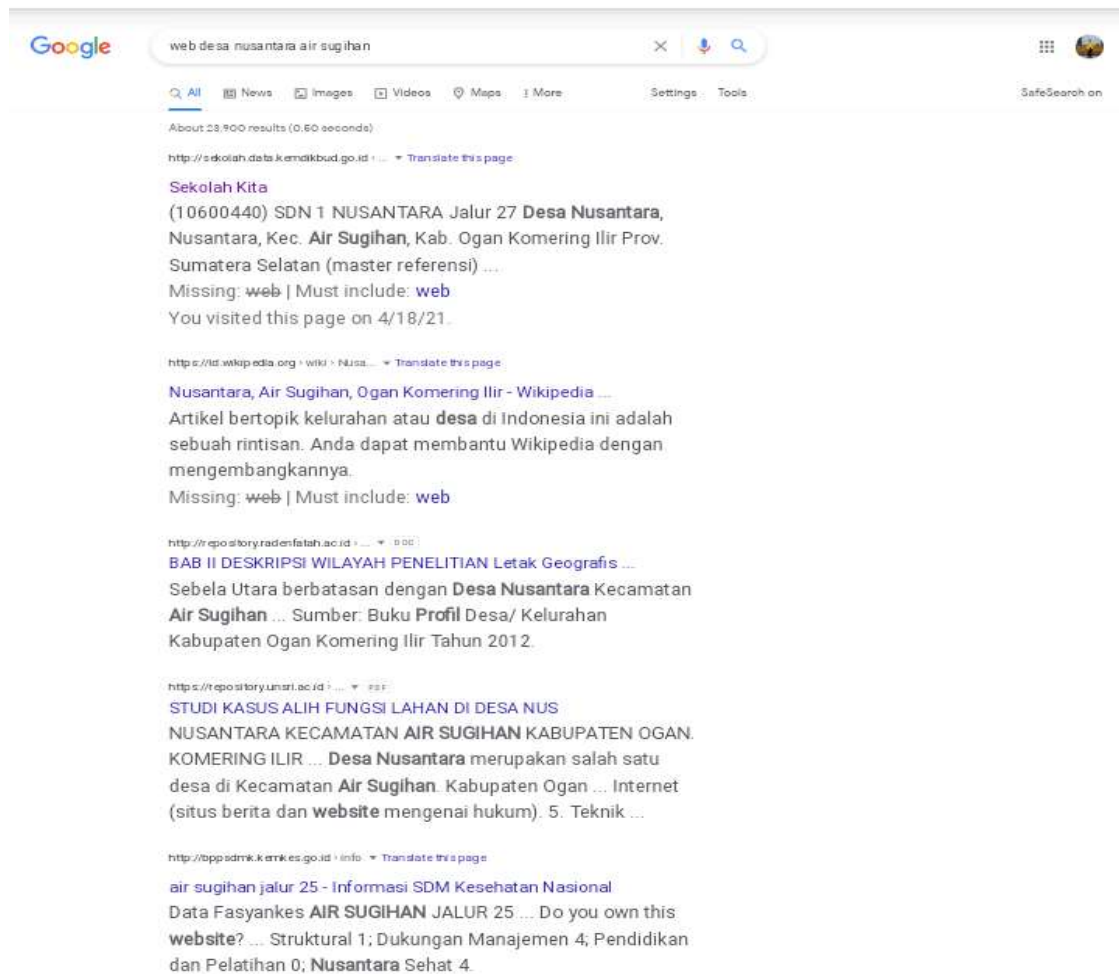 Google
web desa nusantara air sugihan
All News Images Videos Maps More Settings Tools SafeSearch on
About 23,900 results (0.50 seconds)
http://sekolah.data.kemdikbud.go.id › ... Translate this page
Sekolah Kita
(10600440) SDN 1 NUSANTARA Jalur 27 Desa Nusantara,
Nusantara, Kec. Air Sugihan, Kab. Ogan Komering Ilir Prov.
Sumatera Selatan (master referensi) ...
Missing: web | Must include: web
You visited this page on 4/18/21.
https://id.wikipedia.org › wiki › Nusa... Translate this page
Nusantara, Air Sugihan, Ogan Komering Ilir - Wikipedia ...
Artikel bertopik kelurahan atau desa di Indonesia ini adalah
sebuah rintisan. Anda dapat membantu Wikipedia dengan
mengembangkannya.
Missing: web | Must include: web
http://repository.radenfatah.ac.id › ... DOC
BAB II DESKRIPSI WILAYAH PENELITIAN Letak Geografis ...
Sebela Utara berbatasan dengan Desa Nusantara Kecamatan
Air Sugihan ... Sumber: Buku Profil Desa/ Kelurahan
Kabupaten Ogan Komering Ilir Tahun 2012.
https://repository.unsri.ac.id › ... PDF
STUDI KASUS ALIH FUNGSI LAHAN DI DESA NUS
NUSANTARA KECAMATAN AIR SUGIHAN KABUPATEN OGAN.
KOMERING ILIR ... Desa Nusantara merupakan salah satu
desa di Kecamatan Air Sugihan. Kabupaten Ogan ... Internet
(situs berita dan website mengenai hukum). 5. Teknik ...
http://bppsdmk.kemkes.go.id › info Translate this page
air sugihan jalur 25 - Informasi SDM Kesehatan Nasional
Data Fasyankes AIR SUGIHAN JALUR 25 ... Do you own this
website? ... Struktural 1; Dukungan Manajemen 4; Pendidikan
dan Pelatihan 0; Nusantara Sehat 4.